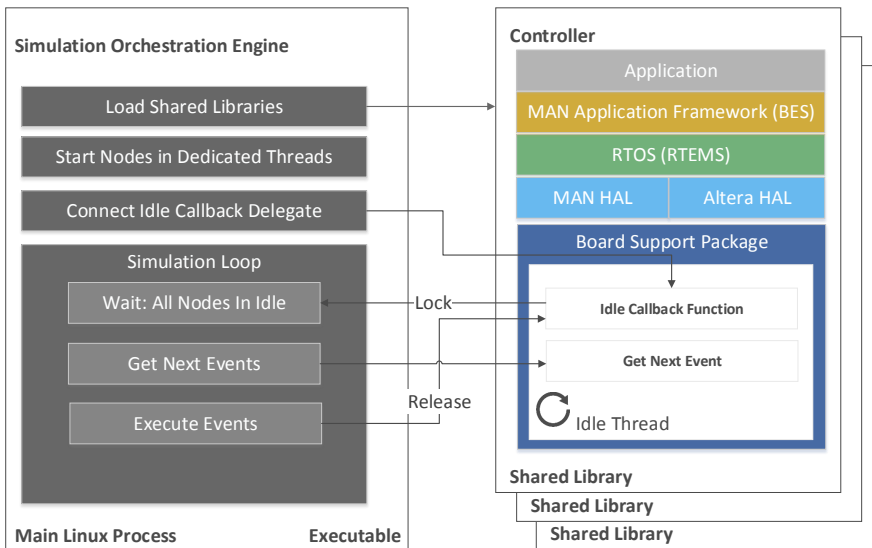 Simulation Orchestration Engine
Load Shared Libraries
Start Nodes in Dedicated Threads
Connect Idle Callback Delegate
Simulation Loop
Wait: All Nodes In Idle
Get Next Events
Execute Events
Main Linux Process
Executable
Lock
Release
Controller
Application
MAN Application Framework (BES)
RTOS (RTEMS)
MAN HAL
Altera HAL
Board Support Package
Idle Callback Function
Get Next Event
Idle Thread
Shared Library
Shared Library
Shared Library